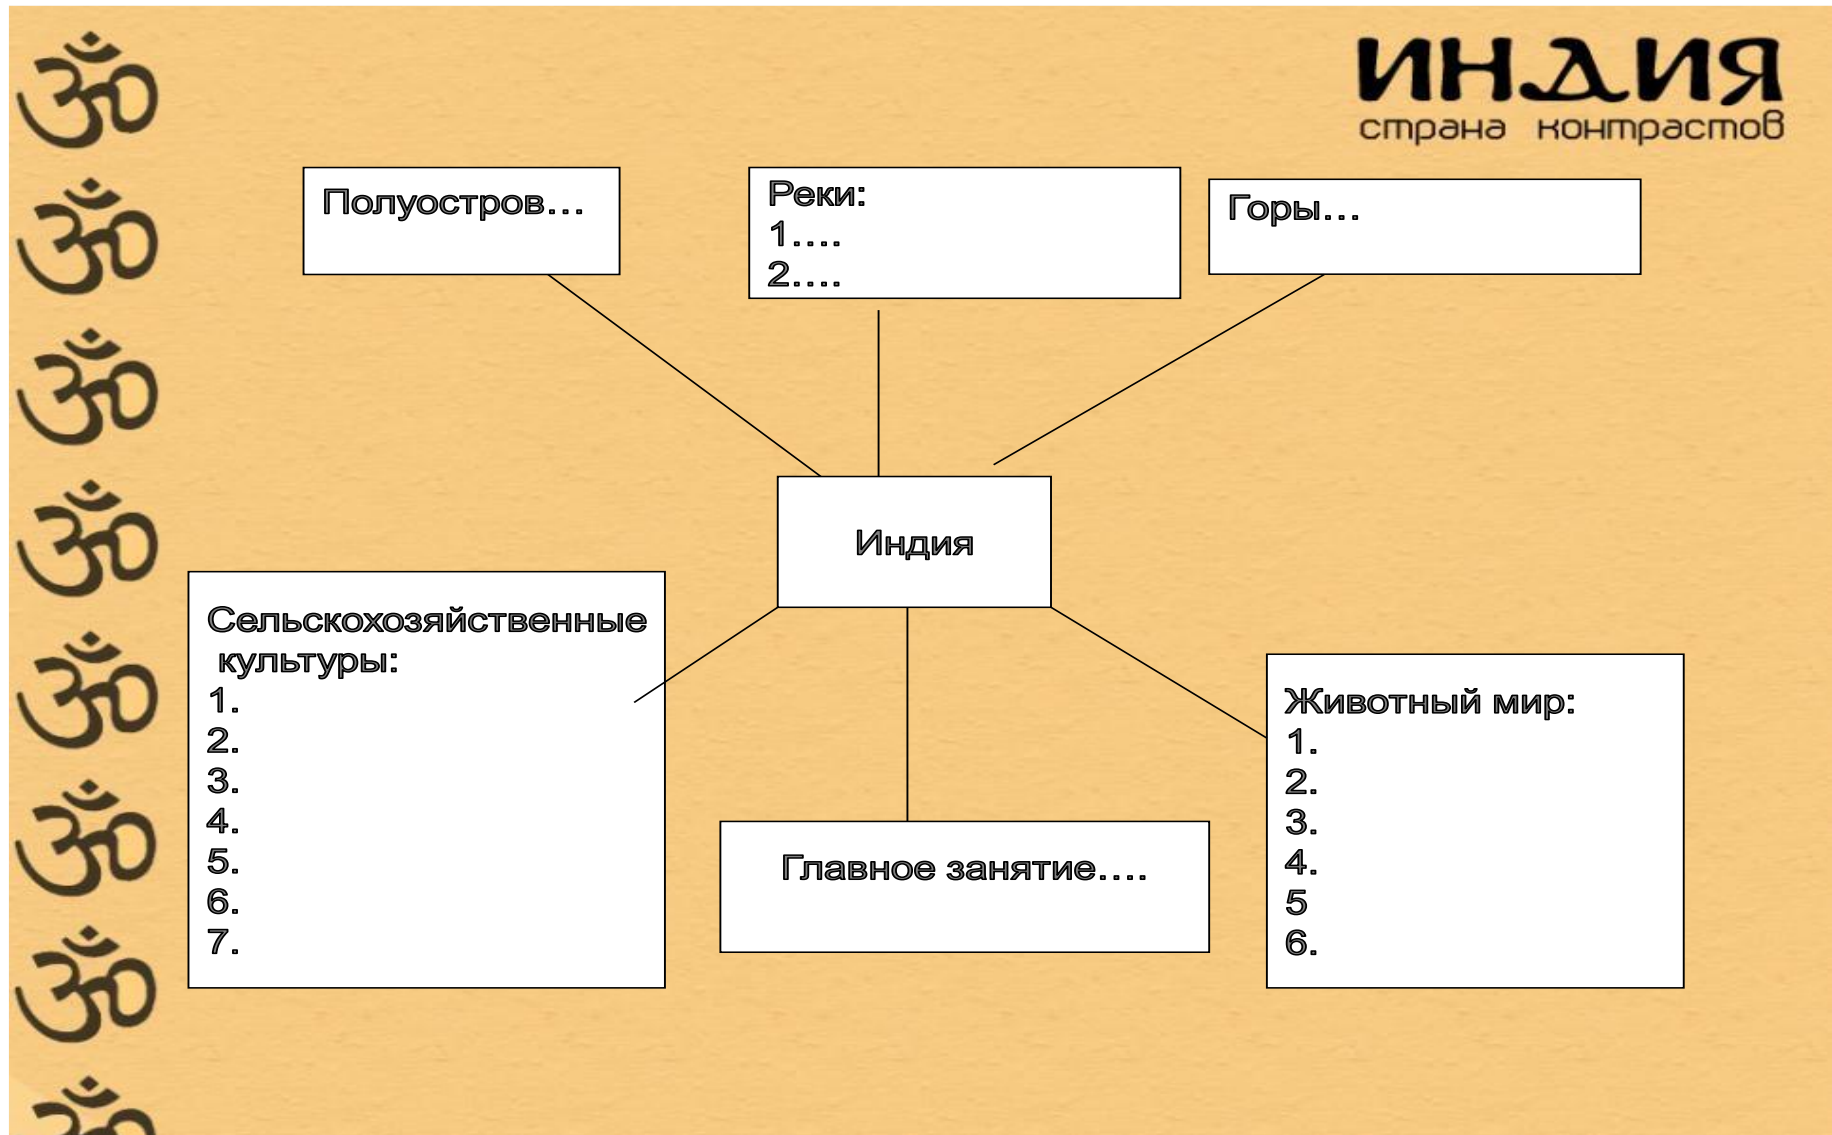 ИНДИЯ
страна контрастов
Полуостров…
Реки:
1….
2….
Горы…
Индия
Сельскохозяйственные
культуры:
1.
2.
3.
4.
5.
6.
7.
Главное занятие….
Животный мир:
1.
2.
3.
4.
5
6.
ॐ
ॐ
ॐ
ॐ
ॐ
ॐ
ॐ
ॐ